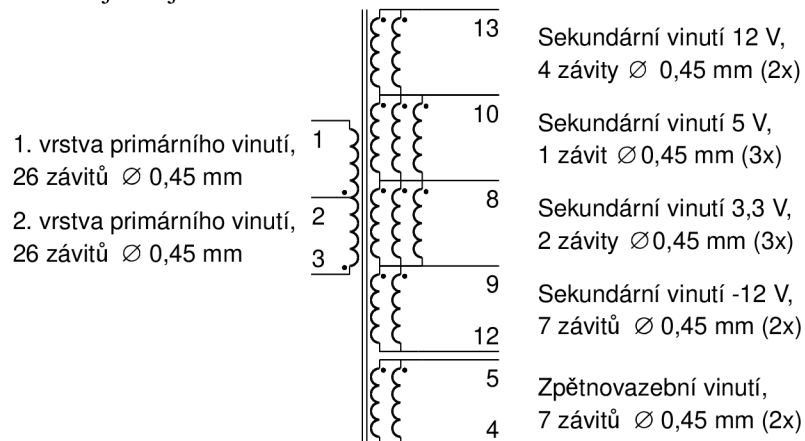 13
Sekundární vinutí 12 V,
4 závity ∅ 0,45 mm (2x)
10
Sekundární vinutí 5 V,
1 závit ∅ 0,45 mm (3x)
1. vrstva primárního vinutí,
26 závitů ∅ 0,45 mm
1
2. vrstva primárního vinutí,
26 závitů ∅ 0,45 mm
2
3
8
Sekundární vinutí 3,3 V,
2 závity ∅ 0,45 mm (3x)
9
Sekundární vinutí -12 V,
7 závitů ∅ 0,45 mm (2x)
12
5
Zpětnovazební vinutí,
7 závitů ∅ 0,45 mm (2x)
4